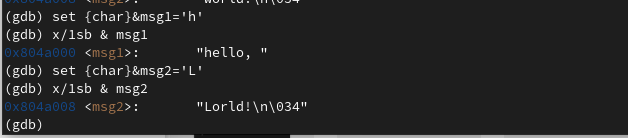 0x804a008 <msg2>:       "world!\n\034"
(gdb) set {char}&msg1='h'
(gdb) x/1sb & msg1
0x804a000 <msg1>:       "hello, "
(gdb) set {char}&msg2='L'
(gdb) x/1sb & msg2
0x804a008 <msg2>:       "Lorld!\n\034"
(gdb)